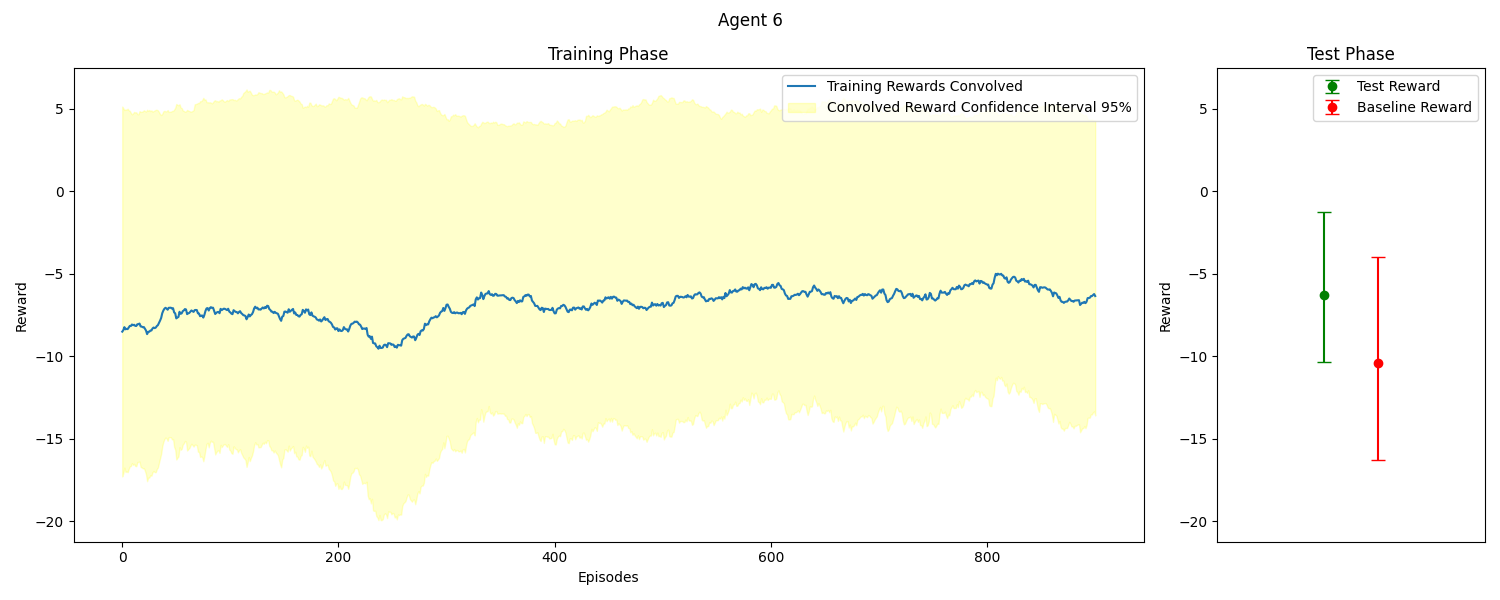 Agent 6
Training Phase
Training Rewards Convolved
Convolved Reward Confidence Interval 95%
5
0
−5
−10
−15
−20
Reward
0
200
400
600
800
Episodes
Test Phase
Test Reward
Baseline Reward
5
0
−5
−10
−15
−20
Reward